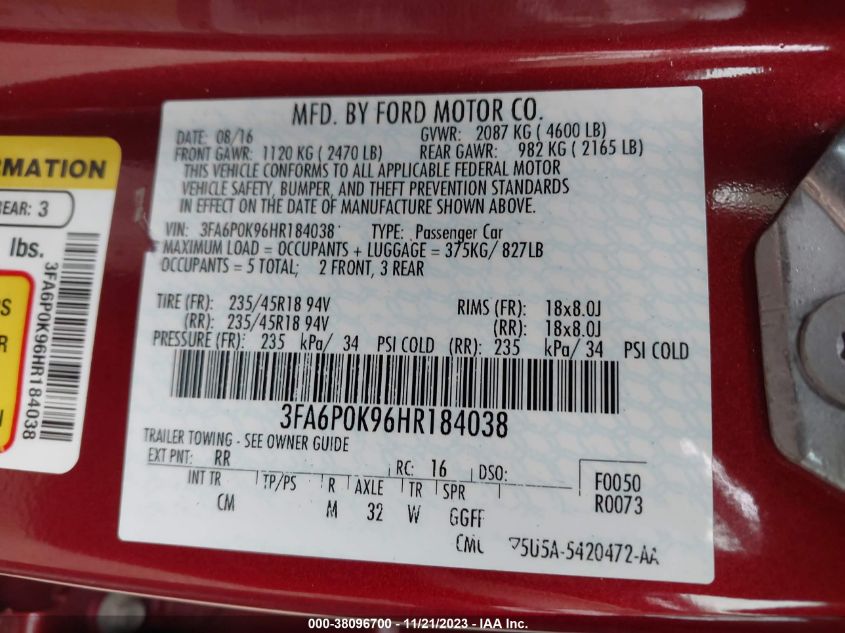 MFD. BY FORD MOTOR CO.
DATE: 08/16 GVWR: 2087 KG ( 4600 LB)
FRONT GAWR: 1120 KG ( 2470 LB) REAR GAWR: 982 KG ( 2165 LB)
THIS VEHICLE CONFORMS TO ALL APPLICABLE FEDERAL MOTOR
VEHICLE SAFETY, BUMPER, AND THEFT PREVENTION STANDARDS
IN EFFECT ON THE DATE OF MANUFACTURE SHOWN ABOVE.
VIN: 3FA6P0K96HR184038 TYPE: Passenger Car
MAXIMUM LOAD = OCCUPANTS + LUGGAGE = 375KG/ 827LB
OCCUPANTS = 5 TOTAL; 2 FRONT, 3 REAR
TIRE (FR): 235/45R18 94V RIMS (FR): 18x8.0J
(RR): 235/45R18 94V (RR): 18x8.0J
PRESSURE (FR): 235 kPa/ 34 PSI COLD (RR): 235 kPa/ 34 PSI COLD
3FA6P0K96HR184038
TRAILER TOWING - SEE OWNER GUIDE
EXT PNT: RR RC: 16 DSO: F0050
INT TR TP/PS R AXLE TR SPR R0073
CM M 32 W GGFF
5U5A-5420472-AA
RMATION
REAR: 3
lbs.
3FA6P0K96HR184038
PS
R
000-38096700 - 11/21/2023 - IAA Inc.